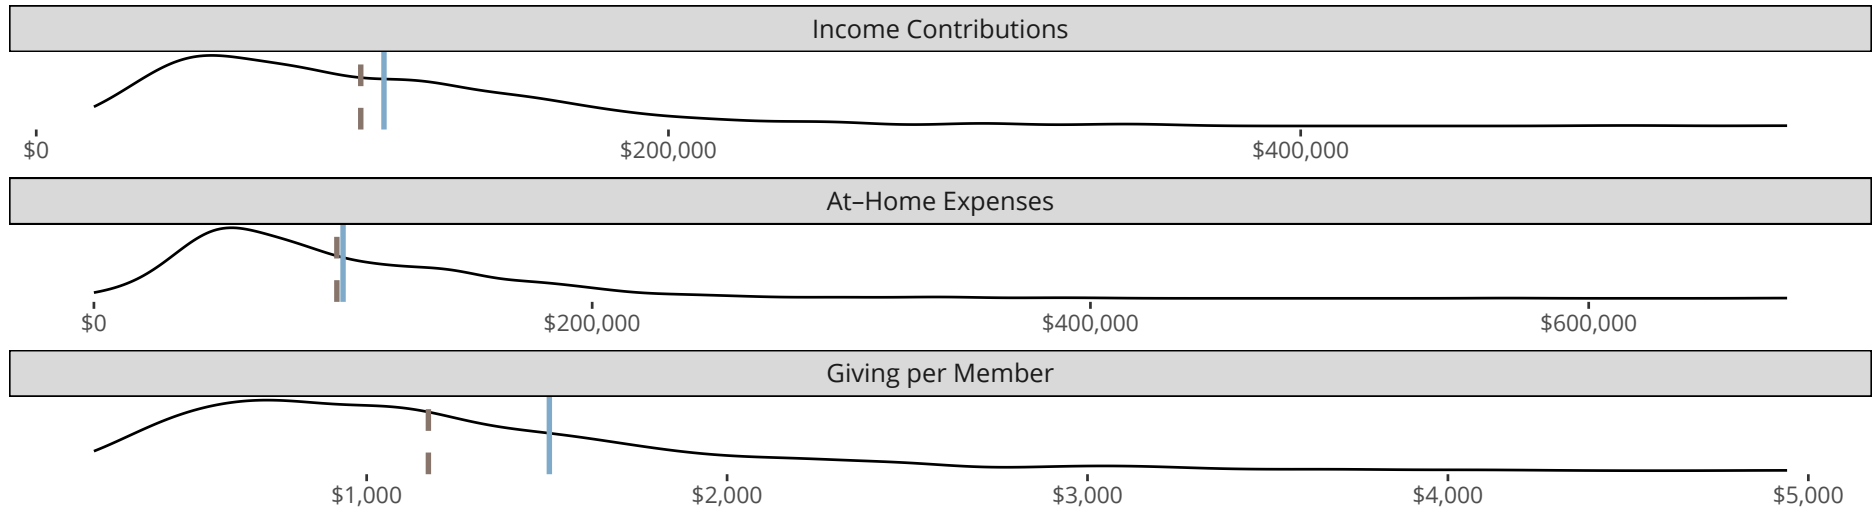 Income Contributions
$0 $200,000 $400,000
At–Home Expenses
$0 $200,000 $400,000 $600,000
Giving per Member
$1,000 $2,000 $3,000 $4,000 $5,000